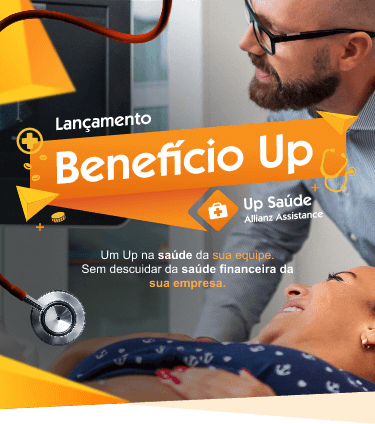 Lançamento
Benefício Up
Up Saúde
Allianz Assistance
Um Up na saúde da sua equipe.
Sem descuidar da saúde financeira da
sua empresa.